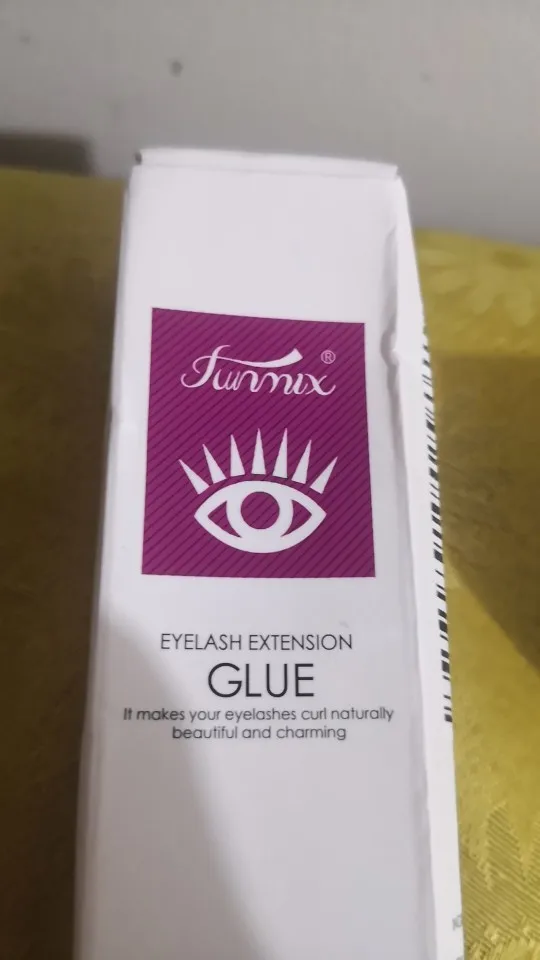 Funmix®
EYELASH EXTENSION
GLUE
It makes your eyelashes curl naturally
beautiful and charming